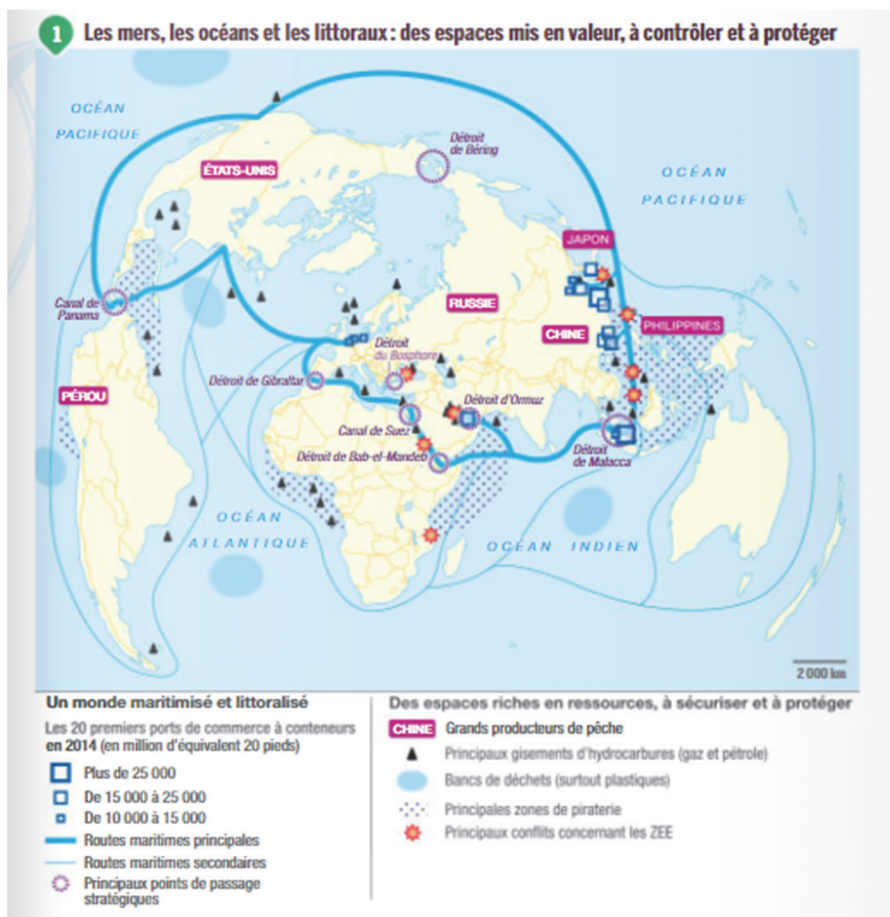 1 Les mers, les océans et les littoraux : des espaces mis en valeur, à contrôler et à protéger
OCÉAN
PACIFIQUE
Détroit
de Béring
OCÉAN
PACIFIQUE
ÉTATS-UNIS
JAPON
RUSSIE
Canal de
Panama
CHINE
PHILIPPINES
Détroit
du Bosphore
Détroit de Gibraltar
PÉROU
Détroit d'Ormuz
Canal de Suez
Détroit de Bab-el-Mandeb
Détroit
de Malacca
OCÉAN
ATLANTIQUE
OCÉAN INDIEN
2 000 km
Un monde maritimisé et littoralisé
Les 20 premiers ports de commerce à conteneurs
en 2014 (en million d'équivalent 20 pieds)
Plus de 25 000
De 15 000 à 25 000
De 10 000 à 15 000
Routes maritimes principales
Routes maritimes secondaires
Principaux points de passage
stratégiques
Des espaces riches en ressources, à sécuriser et à protéger
CHINE Grands producteurs de pêche
Principaux gisements d'hydrocarbures (gaz et pétrole)
Bancs de déchets (surtout plastiques)
Principales zones de piraterie
Principaux conflits concernant les ZEE